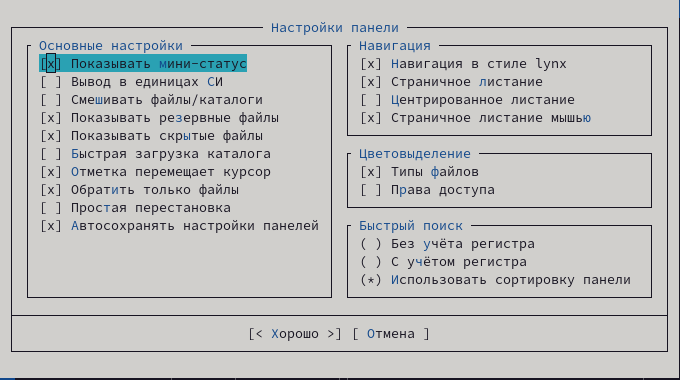 Настройки панели
Основные настройки
[x] Показывать мини-статус
[ ] Вывод в единицах СИ
[ ] Смешивать файлы/каталоги
[x] Показывать резервные файлы
[x] Показывать скрытые файлы
[ ] Быстрая загрузка каталога
[x] Отметка перемещает курсор
[x] Обратить только файлы
[ ] Простая перестановка
[x] Автосохранять настройки панелей
Навигация
[x] Навигация в стиле lynx
[x] Страничное листание
[ ] Центрированное листание
[x] Страничное листание мышью
Цветовыделение
[x] Типы файлов
[ ] Права доступа
Быстрый поиск
( ) Без учёта регистра
( ) С учётом регистра
(*) Использовать сортировку панели
[< Хорошо >] [ Отмена ]